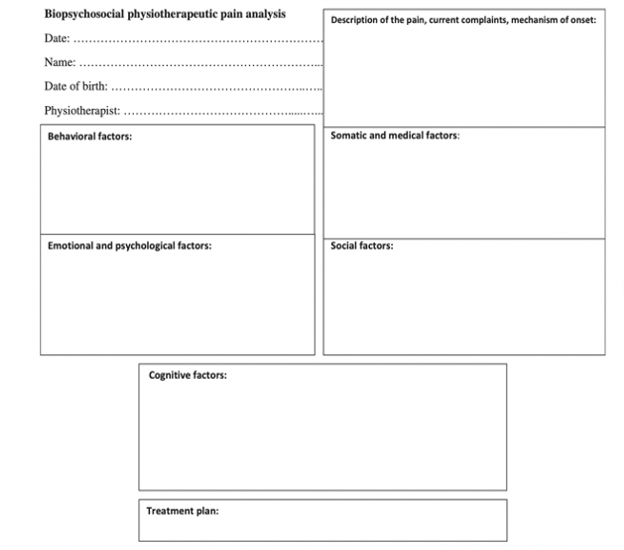 Biopsychosocial physiotherapeutic pain analysis
Date: ..........................................................................
Name: ..........................................................................
Date of birth: ..........................................................................
Physiotherapist: ..........................................................................
Description of the pain, current complaints, mechanism of onset:
Behavioral factors:
Somatic and medical factors:
Emotional and psychological factors:
Social factors:
Cognitive factors:
Treatment plan: